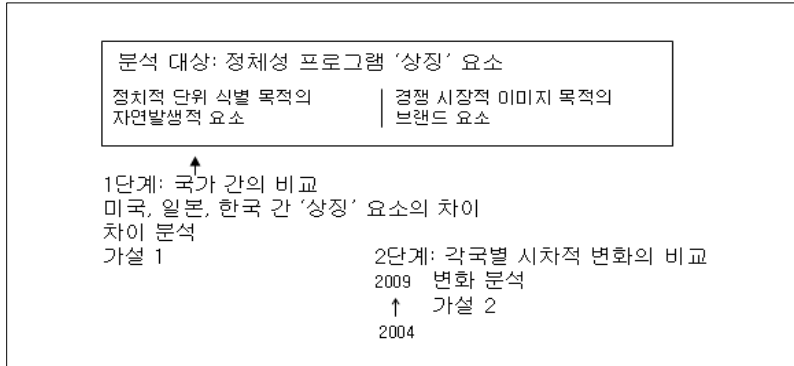 분석 대상: 정체성 프로그램 ‘상징’ 요소
정치적 단위 식별 목적의
자연발생적 요소
경쟁 시장적 이미지 목적의
브랜드 요소
1단계: 국가 간의 비교
미국, 일본, 한국 간 ‘상징’ 요소의 차이
차이 분석
가설 1
2단계: 각국별 시차적 변화의 비교
2009 변화 분석
↑ 가설 2
2004